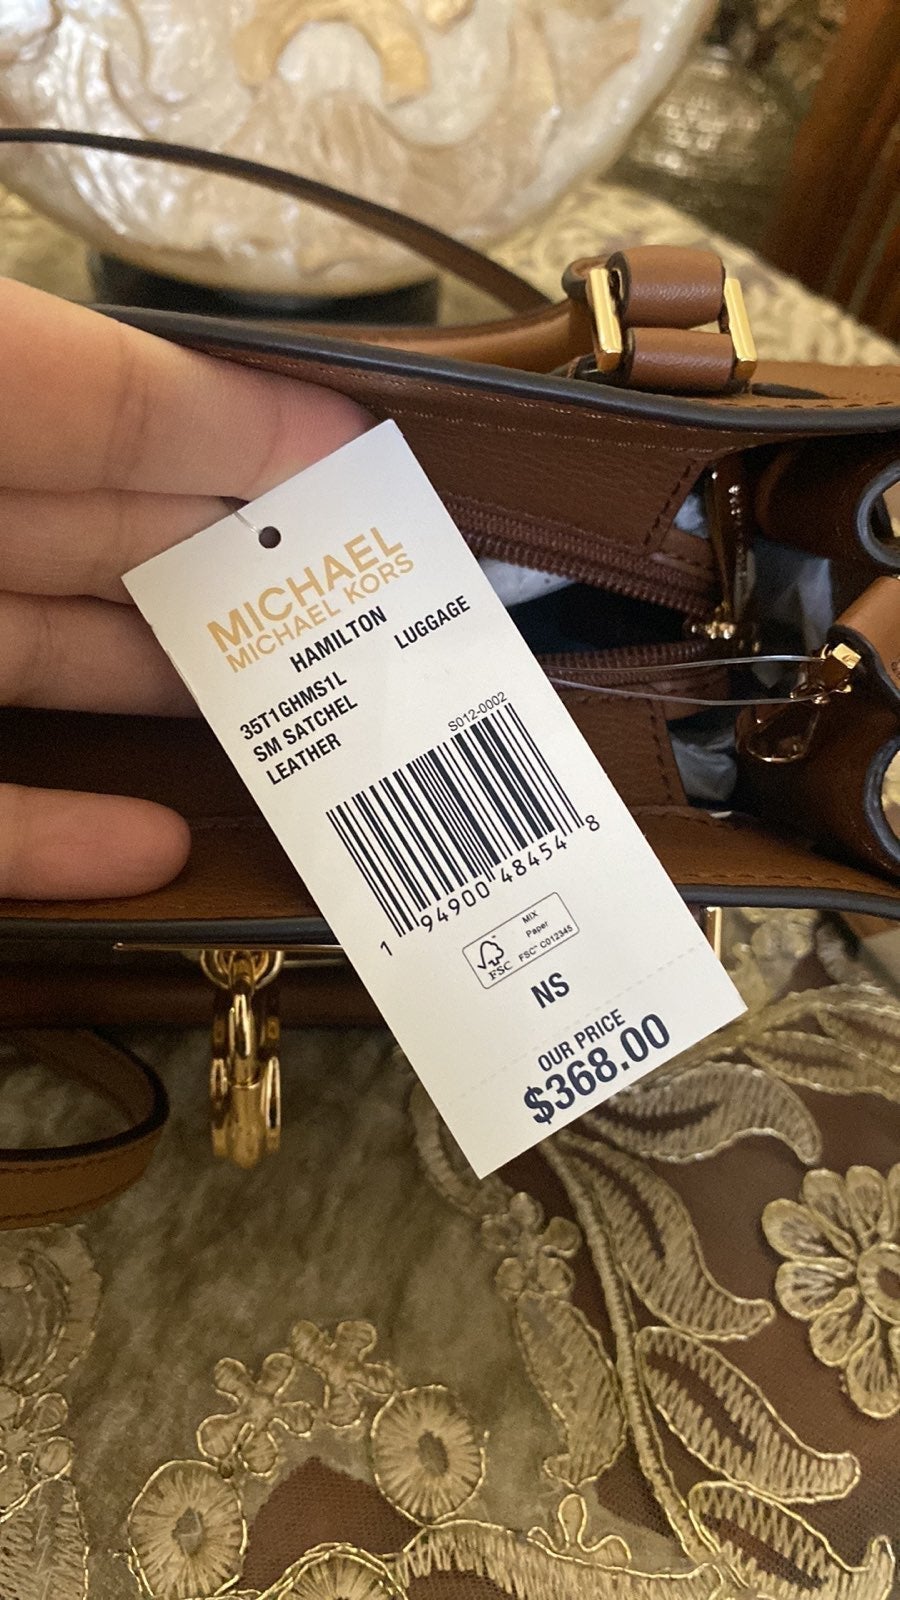 MICHAEL
MICHAEL KORS
HAMILTON
LUGGAGE
35T1GHMS1L
SM SATCHEL
LEATHER
S012-0002
1 94900 48454 8
FSC
MIX
Paper
FSC™ C012345
NS
OUR PRICE
$368.00